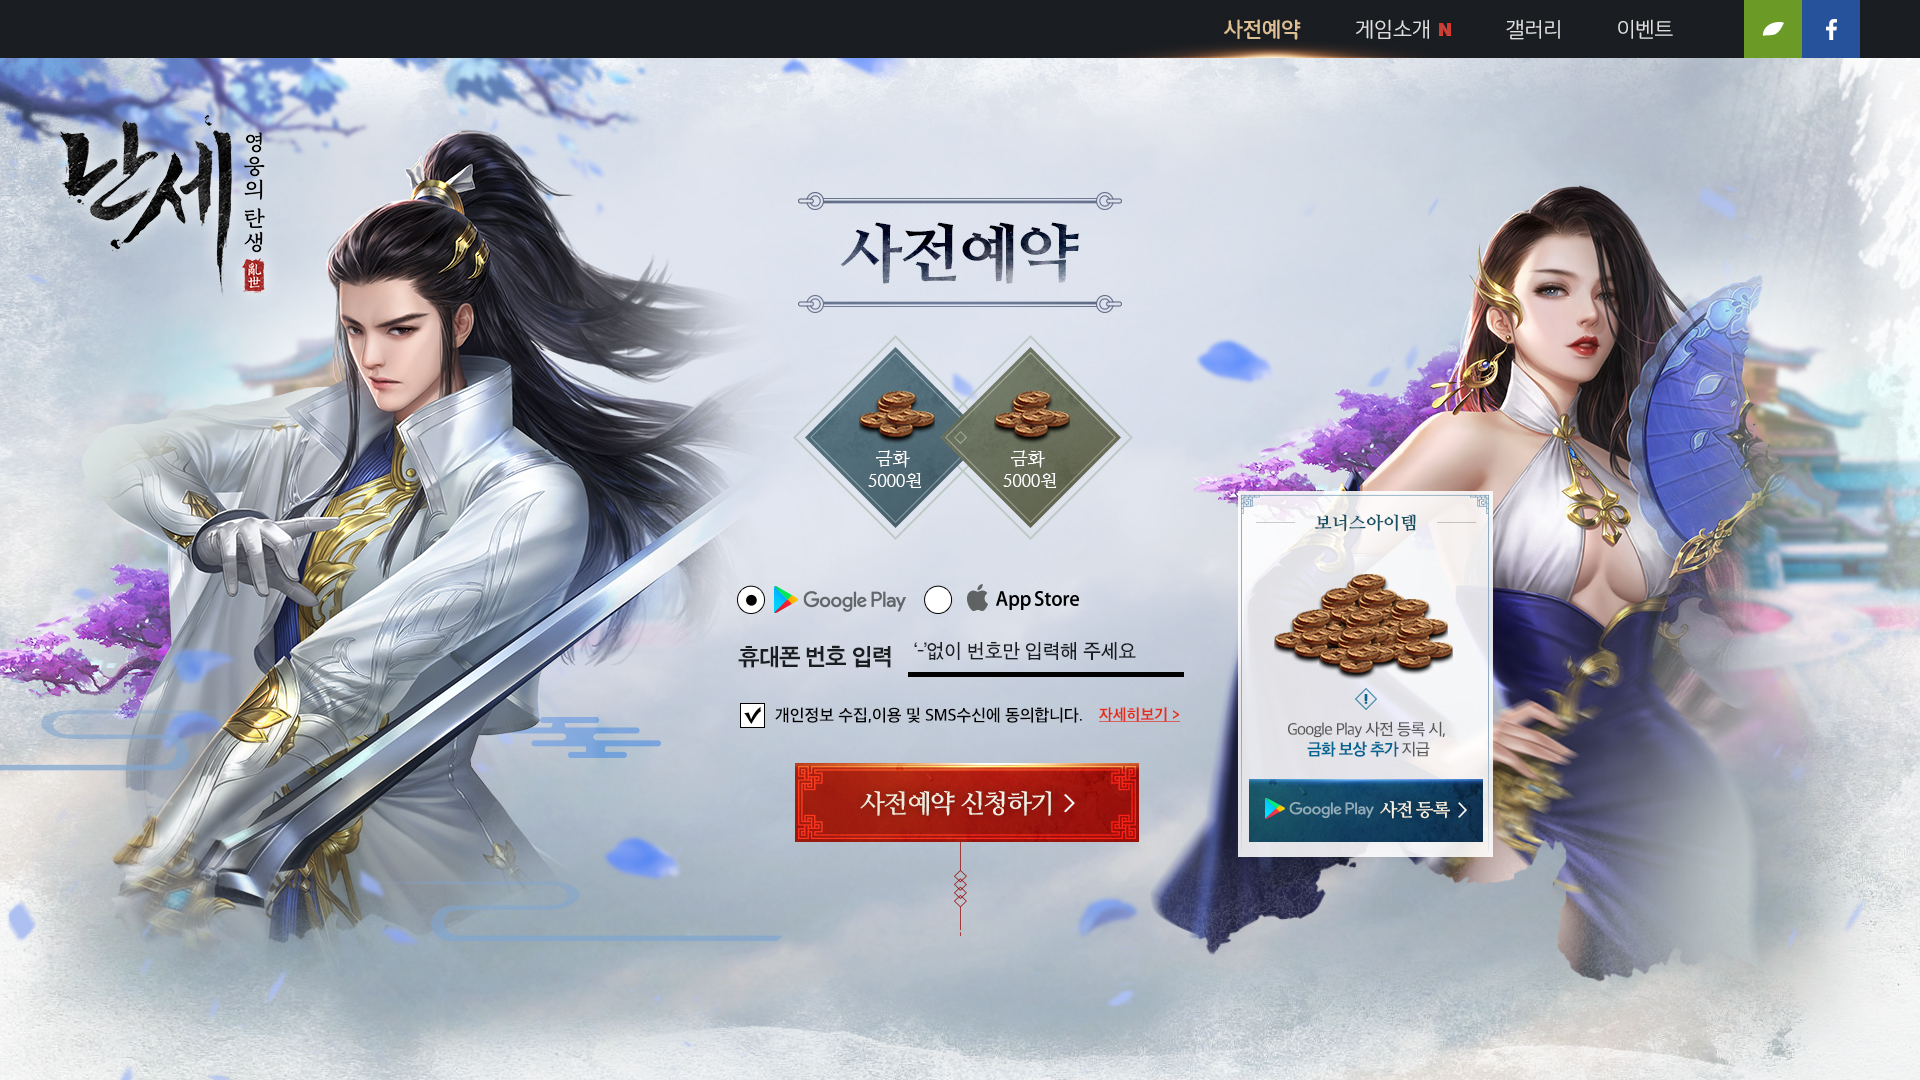 사전예약 게임소개 N 갤러리 이벤트 f
난세
영웅의 탄생
亂世
사전예약
금화
5000원
금화
5000원
Google Play App Store
휴대폰 번호 입력 '-'없이 번호만 입력해 주세요
개인정보 수집,이용 및 SMS수신에 동의합니다. 자세히보기 >
사전예약 신청하기 >
보너스아이템
!
Google Play 사전 등록 시,
금화 보상 추가 지급
Google Play 사전 등록 >